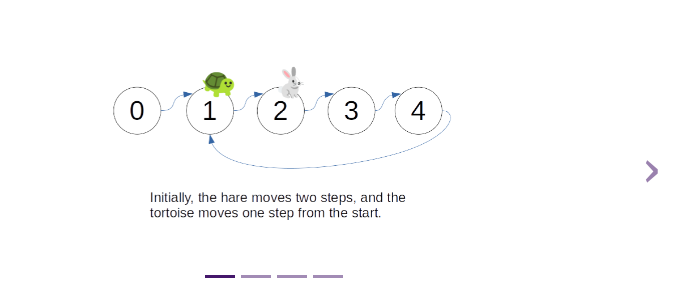 0 1 2 3 4
Initially, the hare moves two steps, and the
tortoise moves one step from the start.